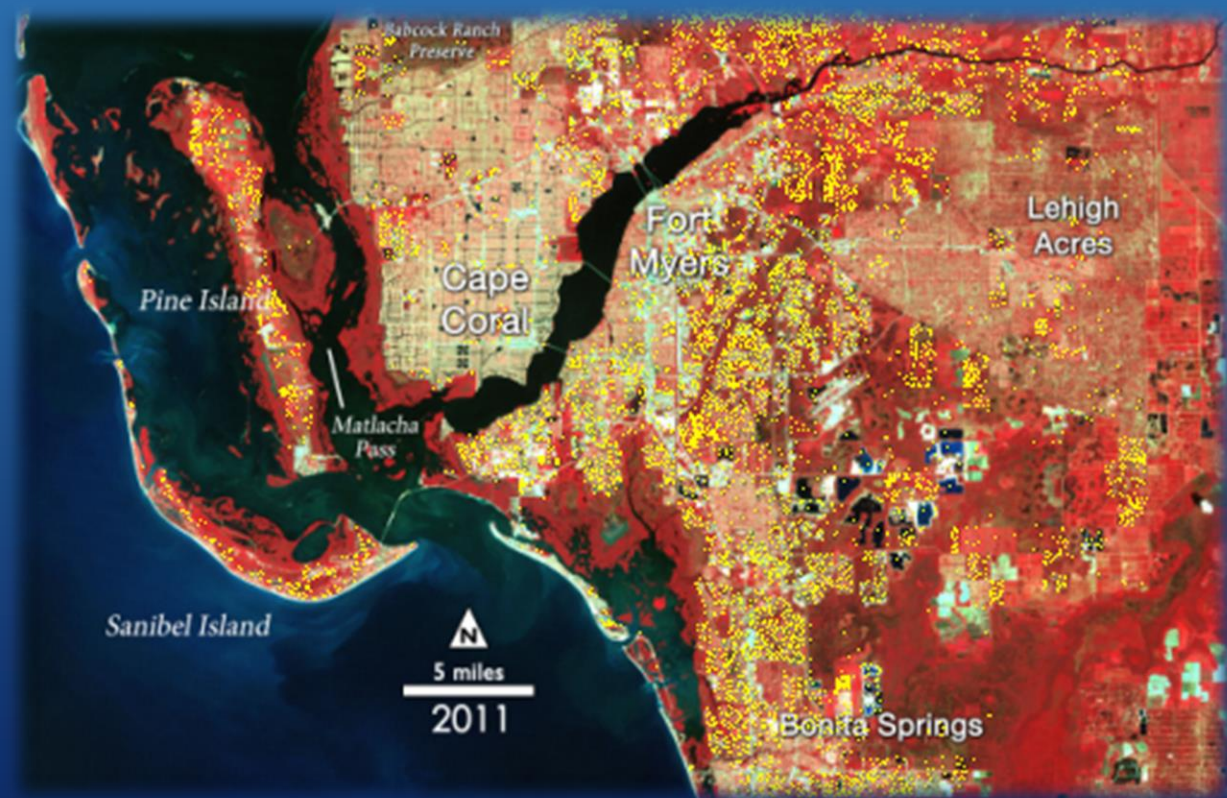 Babcock Ranch
Preserve
Lehigh
Acres
Fort
Myers
Cape
Coral
Pine Island
Matlacha
Pass
Sanibel Island
N
5 miles
2011
Bonita Springs